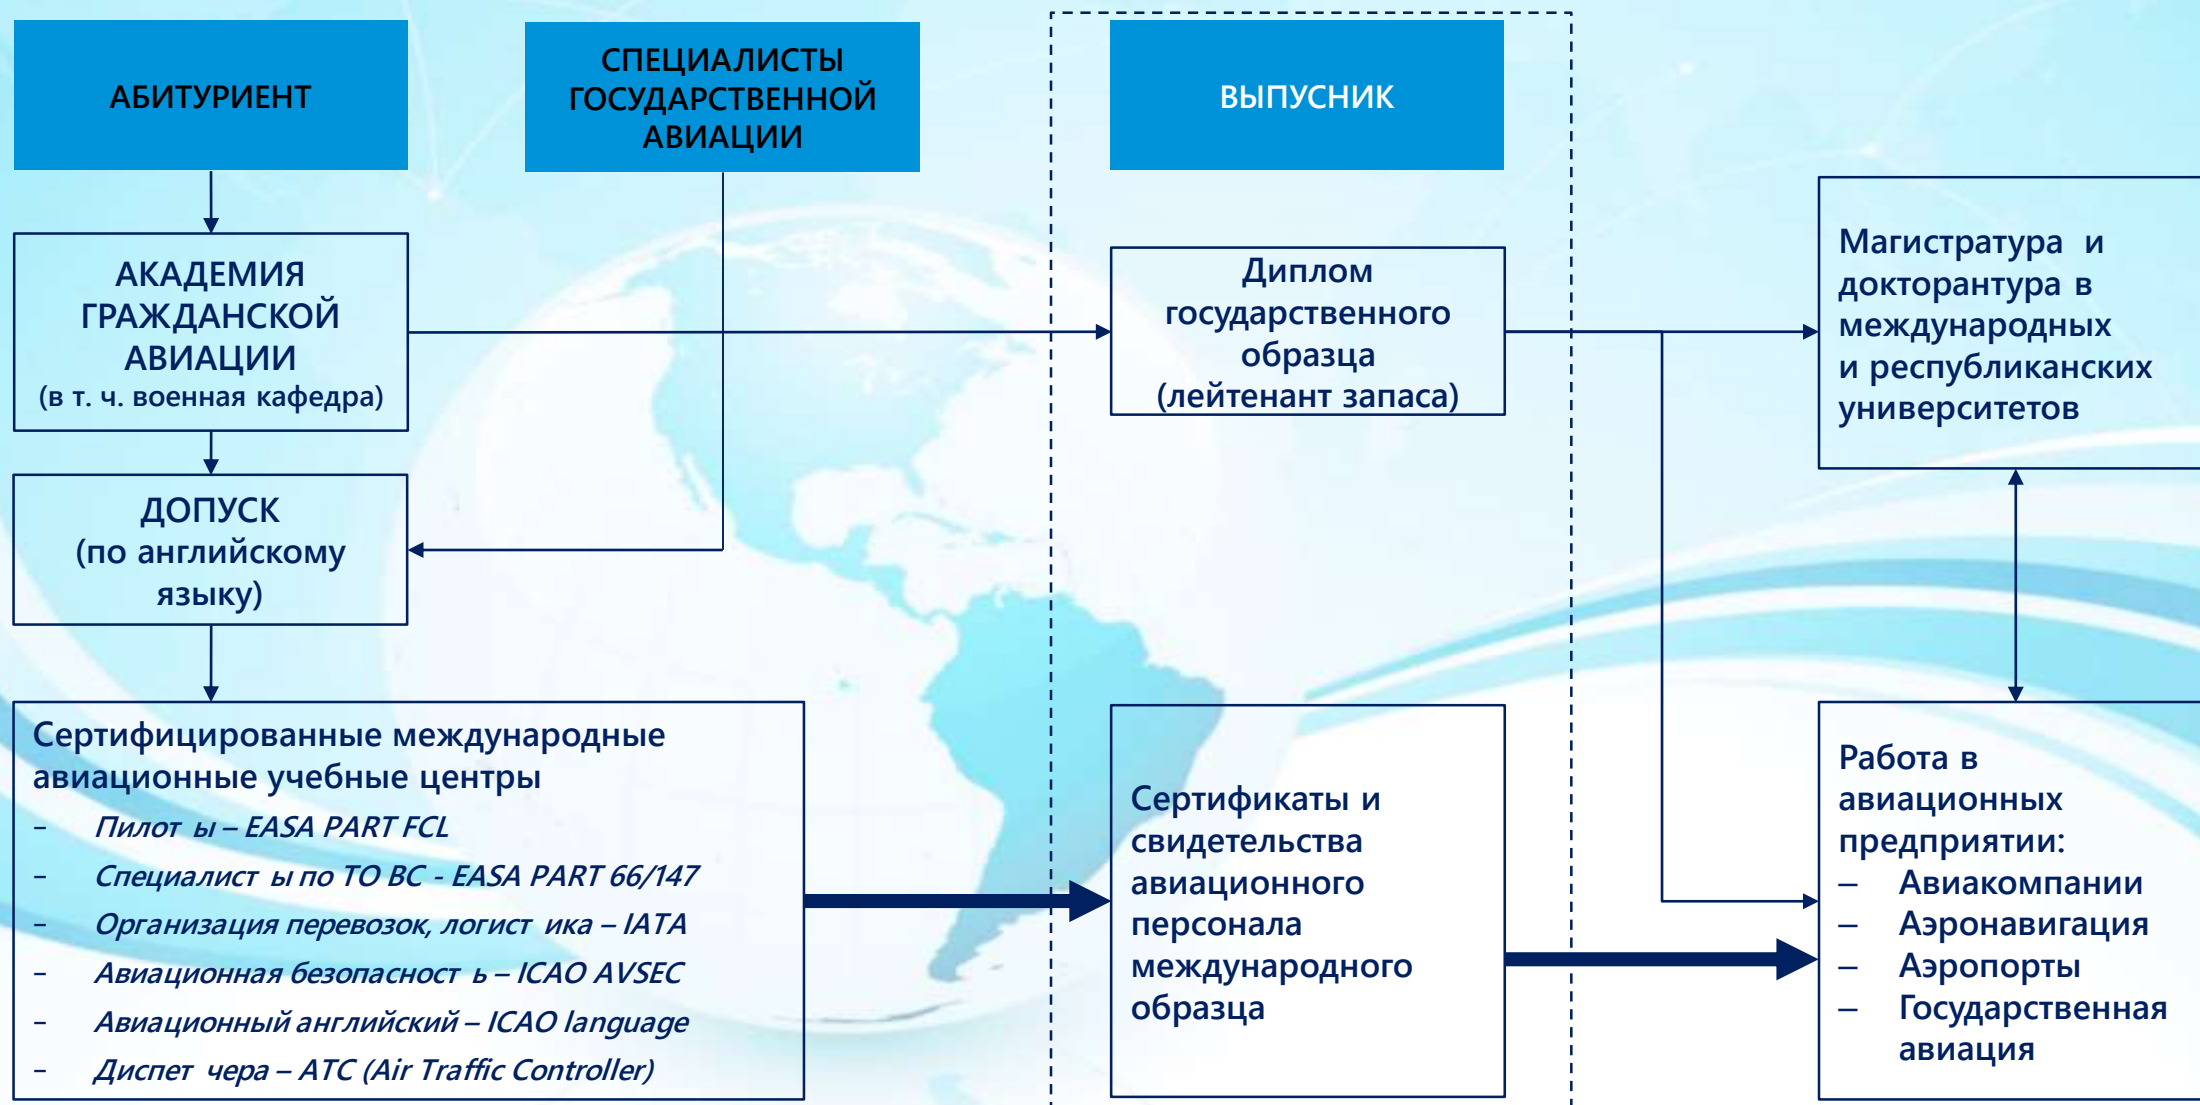 АБИТУРИЕНТ
СПЕЦИАЛИСТЫ
ГОСУДАРСТВЕННОЙ
АВИАЦИИ
ВЫПУСНИК
АКАДЕМИЯ
ГРАЖДАНСКОЙ
АВИАЦИИ
(в т. ч. военная кафедра)
Диплом
государственного
образца
(лейтенант запаса)
Магистратура и
докторантура в
международных
и республиканских
университетов
ДОПУСК
(по английскому
языку)
Сертифицированные международные
авиационные учебные центры
- Пилот ы – EASA PART FCL
- Специалист ы по ТО ВС - EASA PART 66/147
- Организация перевозок, логист ика – IATA
- Авиационная безопасност ь – ICAO AVSEC
- Авиационный английский – ICAO language
- Диспет чера – ATC (Air Traffic Controller)
Сертификаты и
свидетельства
авиационного
персонала
международного
образца
Работа в
авиационных
предприятии:
– Авиакомпании
– Аэронавигация
– Аэропорты
– Государственная
авиация